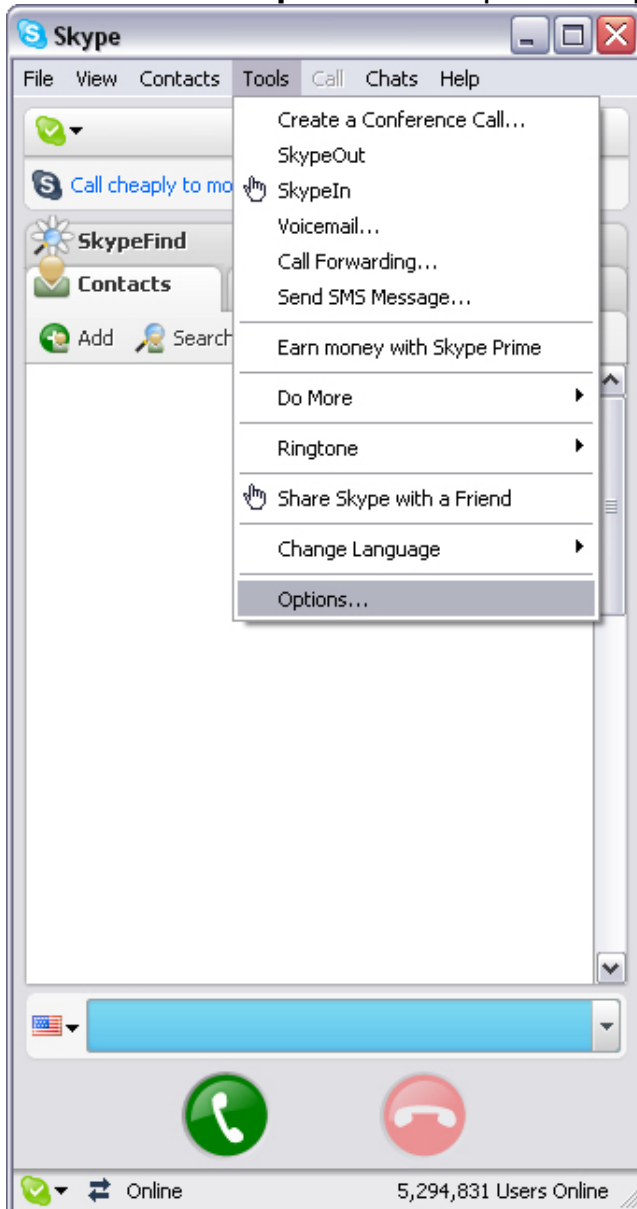 Skype
File View Contacts Tools Call Chats Help
Create a Conference Call...
SkypeOut
Call cheaply to mo
SkypeIn
Voicemail...
SkypeFind
Call Forwarding...
Contacts
Send SMS Message...
Add Search
Earn money with Skype Prime
Do More
Ringtone
Share Skype with a Friend
Change Language
Options...
Online 5,294,831 Users Online